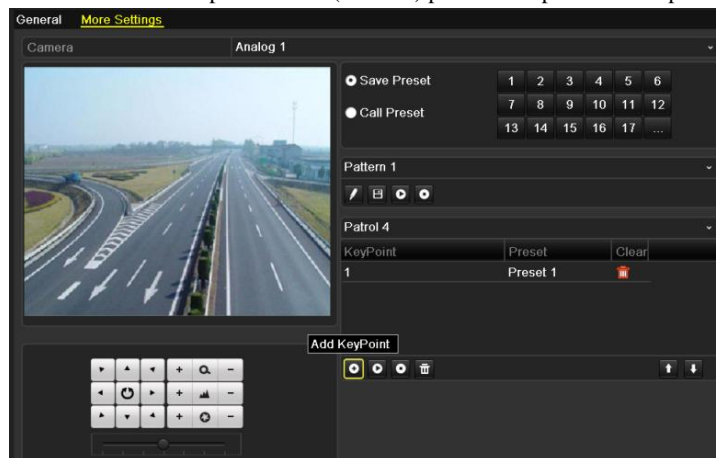 General More Settings
Camera Analog 1
Save Preset
Call Preset
1 2 3 4 5 6
7 8 9 10 11 12
13 14 15 16 17 ...
Pattern 1
Patrol 4
KeyPoint Preset Clear
1 Preset 1
Add KeyPoint